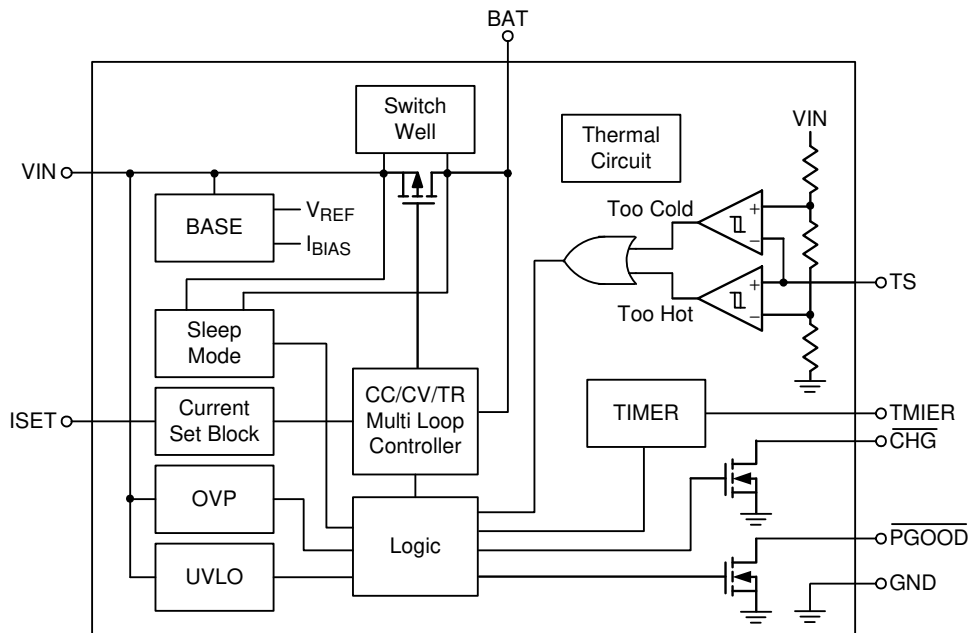 BAT
Switch
Well
Thermal
Circuit
VIN
VIN
BASE
VREF
IBIAS
Too Cold
+
−
TS
Too Hot
+
−
Sleep
Mode
ISET
Current
Set Block
CC/CV/TR
Multi Loop
Controller
TIMER
TMIER
CHG
OVP
Logic
PGOOD
UVLO
GND